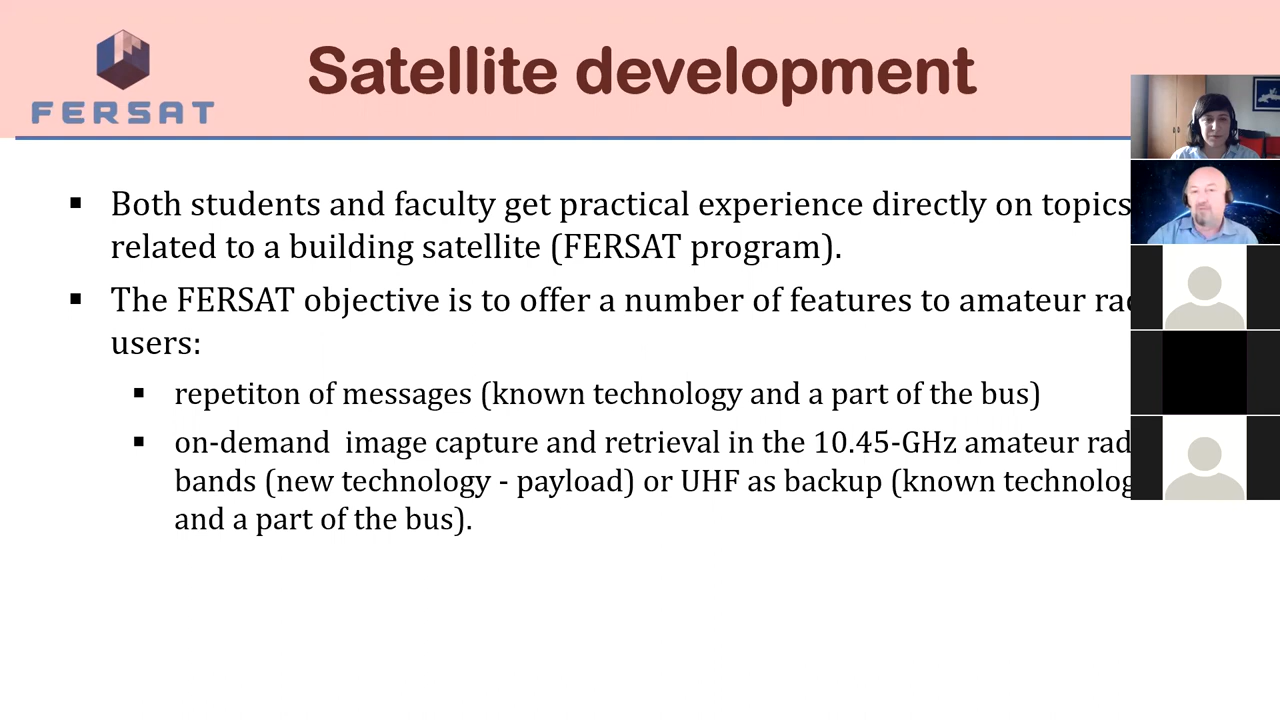 FERSAT
Satellite development
▪ Both students and faculty get practical experience directly on topics
related to a building satellite (FERSAT program).
▪ The FERSAT objective is to offer a number of features to amateur
users:
▪ repetiton of messages (known technology and a part of the bus)
▪ on-demand image capture and retrieval in the 10.45-GHz amateur
bands (new technology - payload) or UHF as backup (known
and a part of the bus).